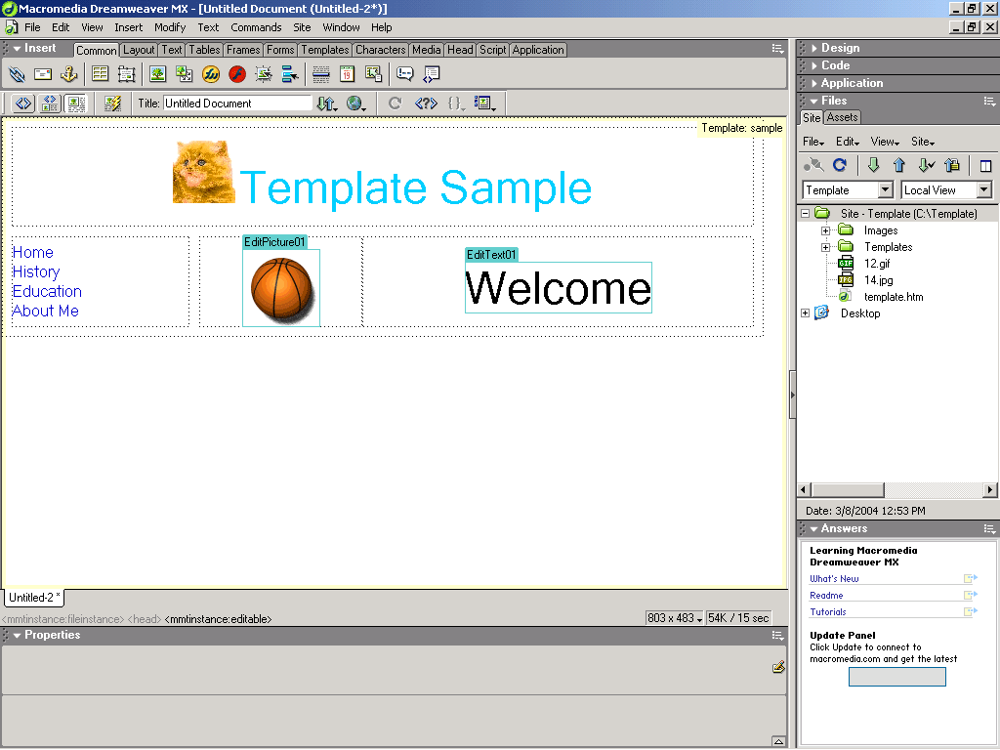 Macromedia Dreamweaver MX - [Untitled Document (Untitled-2*)]
File Edit View Insert Modify Text Commands Site Window Help
Insert Common Layout Text Tables Frames Forms Templates Characters Media Head Script Application
Title: Untitled Document
Template: sample
Template Sample
Home
History
Education
About Me
EditPicture01
EditText01
Welcome
Untitled-2 *
<mmtinstance:fileinstance> <head> <mmtinstance:editable>
803 x 483 54K / 15 sec
Properties
Design
Code
Application
Files
Site Assets
File Edit View Site
Template Local View
Site - Template (C:\Template)
Images
Templates
GIF 12.gif
JPG 14.jpg
template.htm
Desktop
Date: 3/8/2004 12:53 PM
Answers
Learning Macromedia
Dreamweaver MX
What's New
Readme
Tutorials
Update Panel
Click Update to connect to
macromedia.com and get the latest